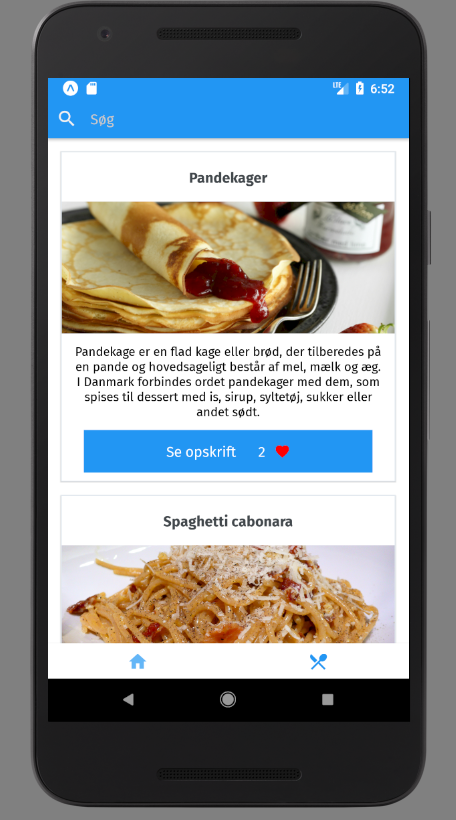 LTE 6:52
Søg
Pandekager
Pandekage er en flad kage eller brød, der tilberedes på
en pande og hovedsageligt består af mel, mælk og æg.
I Danmark forbindes ordet pandekager med dem, som
spises til dessert med is, sirup, syltetøj, sukker eller
andet sødt.
Se opskrift 2
Spaghetti cabonara